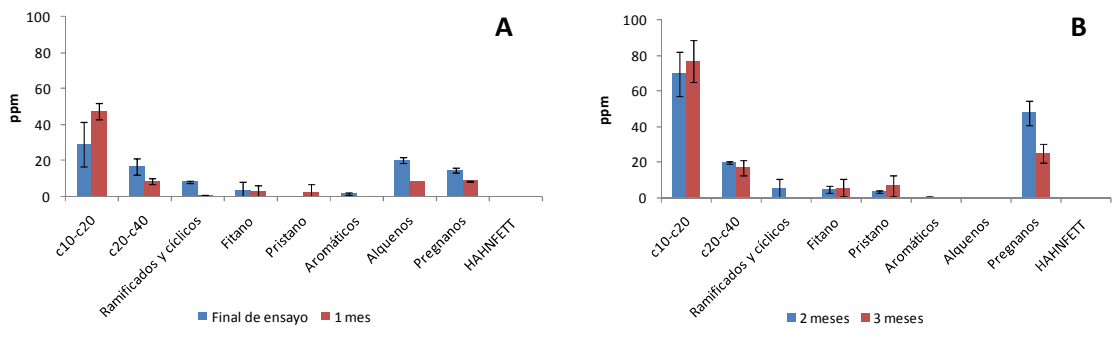 A
100
80
60
40
20
0
ppm
c10-c20
c20-c40
Ramificados y cíclicos
Fitano
Pristano
Aromáticos
Alquenos
Pregnanos
HAHNFETT
Final de ensayo 1 mes
B
100
80
60
40
20
0
ppm
c10-c20
c20-c40
Ramificados y cíclicos
Fitano
Pristano
Aromáticos
Alquenos
Pregnanos
HAHNFETT
2 meses 3 meses